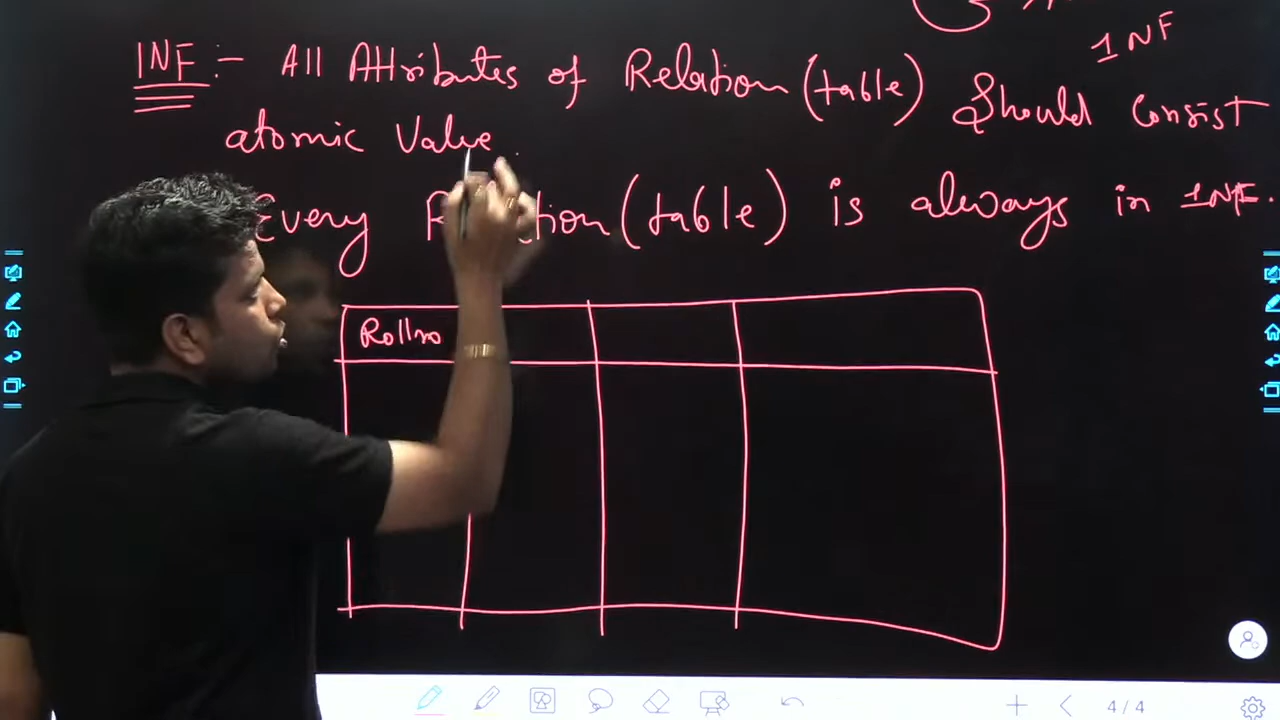 1NF
1NF :- All Attributes of Relation (table) Should Consist
atomic Value.
Every Relation (table) is always in 1NF.
Rollno
4 / 4